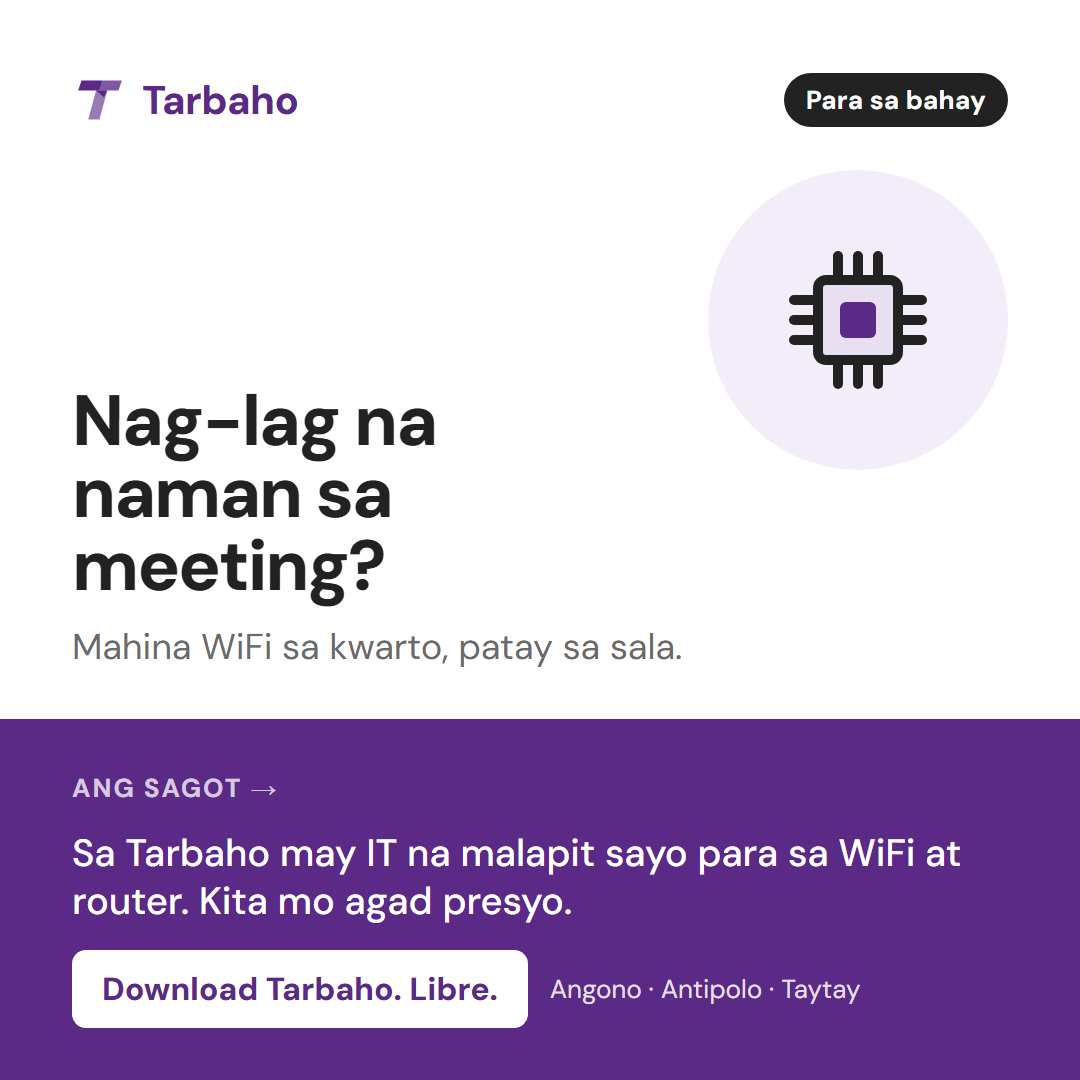 Tarbaho
Para sa bahay
Nag-lag na
naman sa
meeting?
Mahina WiFi sa kwarto, patay sa sala.
ANG SAGOT →
Sa Tarbaho may IT na malapit sayo para sa WiFi at
router. Kita mo agad presyo.
Download Tarbaho. Libre.
Angono · Antipolo · Taytay